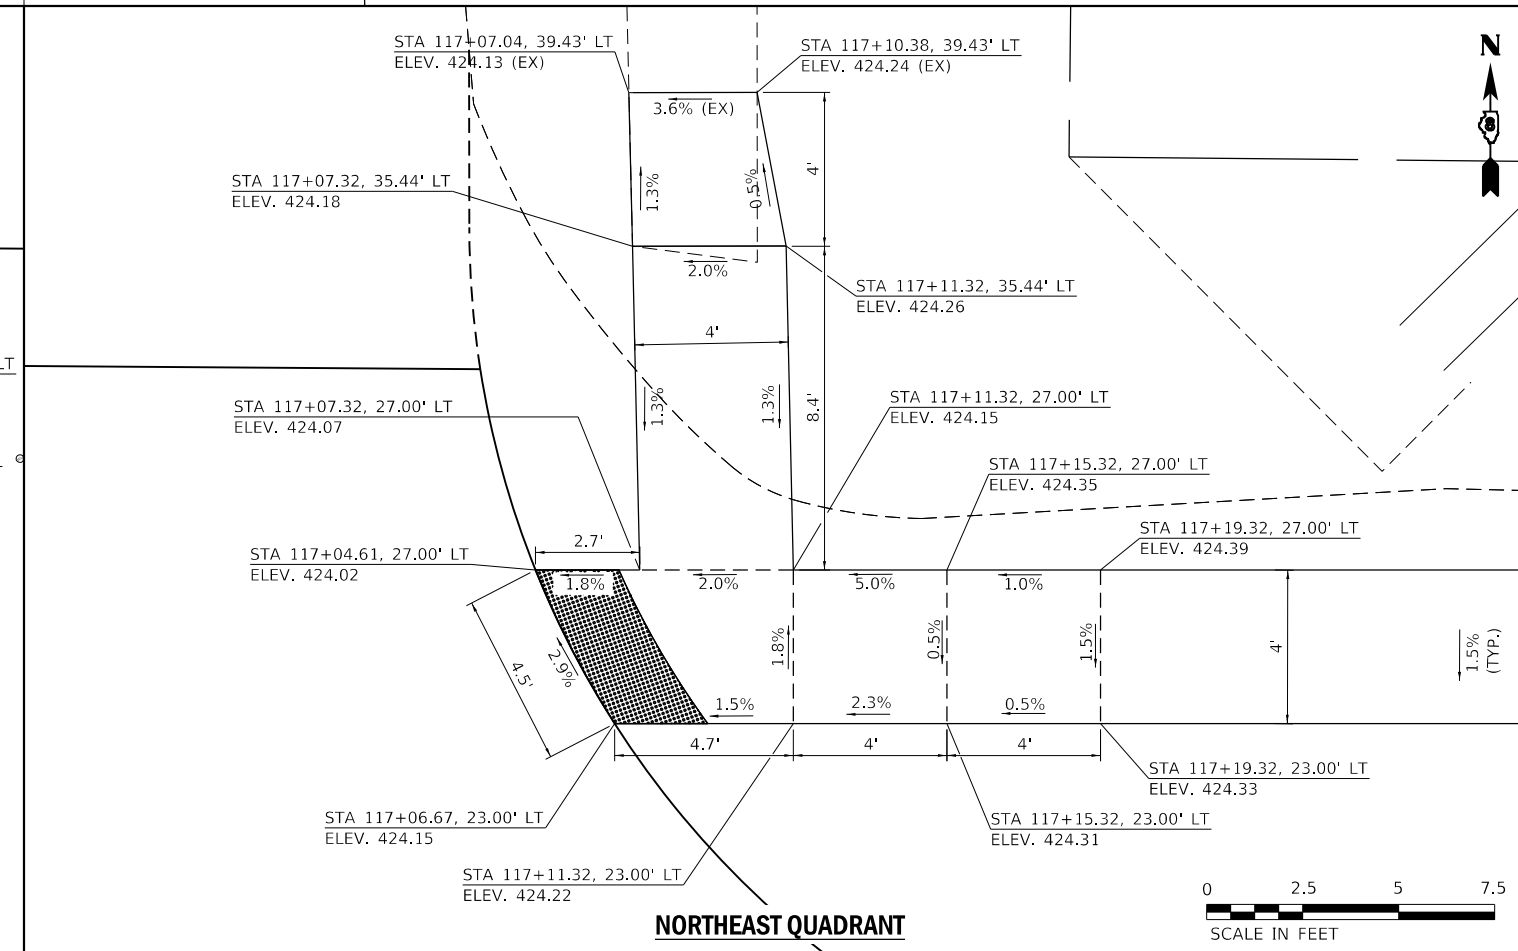 STA 117+07.04, 39.43' LT
ELEV. 424.13 (EX)
STA 117+10.38, 39.43' LT
ELEV. 424.24 (EX)
N
3.6% (EX)
4'
1.3%
0.5%
STA 117+07.32, 35.44' LT
ELEV. 424.18
2.0%
STA 117+11.32, 35.44' LT
ELEV. 424.26
4'
LT
1.3%
1.3%
8.4'
STA 117+07.32, 27.00' LT
ELEV. 424.07
STA 117+11.32, 27.00' LT
ELEV. 424.15
STA 117+15.32, 27.00' LT
ELEV. 424.35
STA 117+19.32, 27.00' LT
ELEV. 424.39
2.7'
STA 117+04.61, 27.00' LT
ELEV. 424.02
1.8%
2.0%
5.0%
1.0%
4.5'
2.9%
1.8%
0.5%
1.5%
4'
1.5%
(TYP.)
1.5%
2.3%
0.5%
4.7'
4'
4'
STA 117+19.32, 23.00' LT
ELEV. 424.33
STA 117+06.67, 23.00' LT
ELEV. 424.15
STA 117+15.32, 23.00' LT
ELEV. 424.31
STA 117+11.32, 23.00' LT
ELEV. 424.22
NORTHEAST QUADRANT
0 2.5 5 7.5
SCALE IN FEET